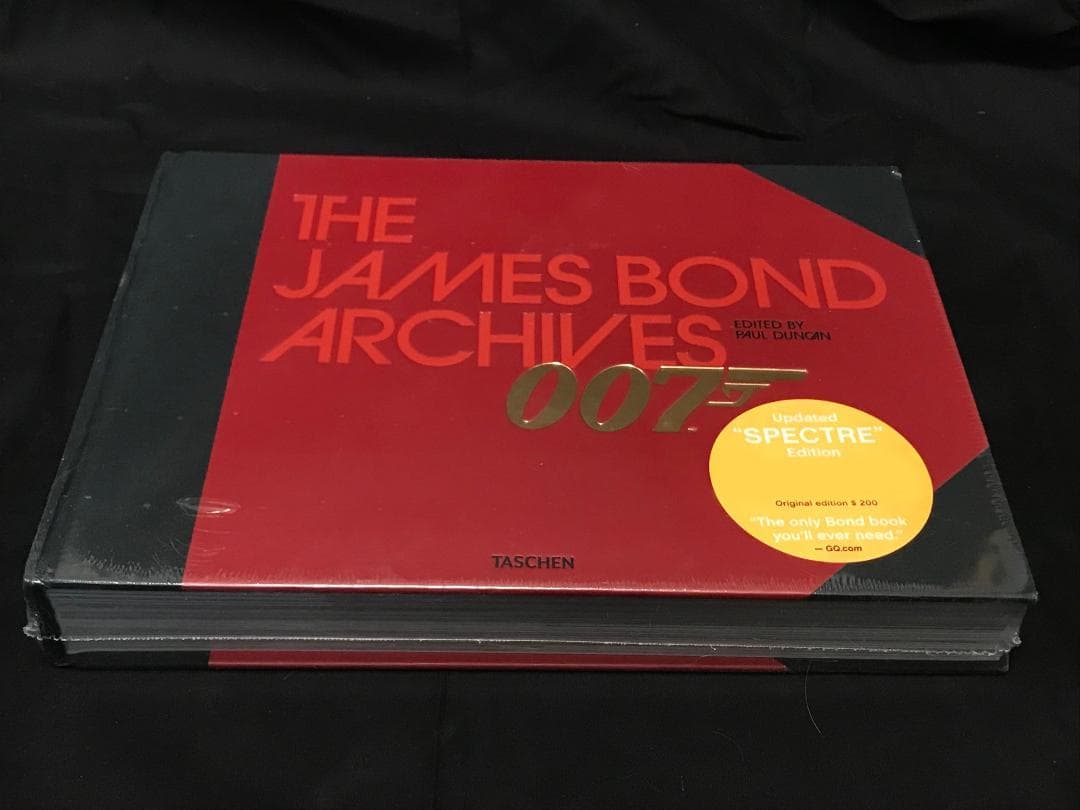 THE
JAMES BOND
ARCHIVES
EDITED BY
PAUL DUNCAN
007
Updated
"SPECTRE"
Edition
Original edition $ 200
"The only Bond book
you'll ever need."
— GQ.com
TASCHEN